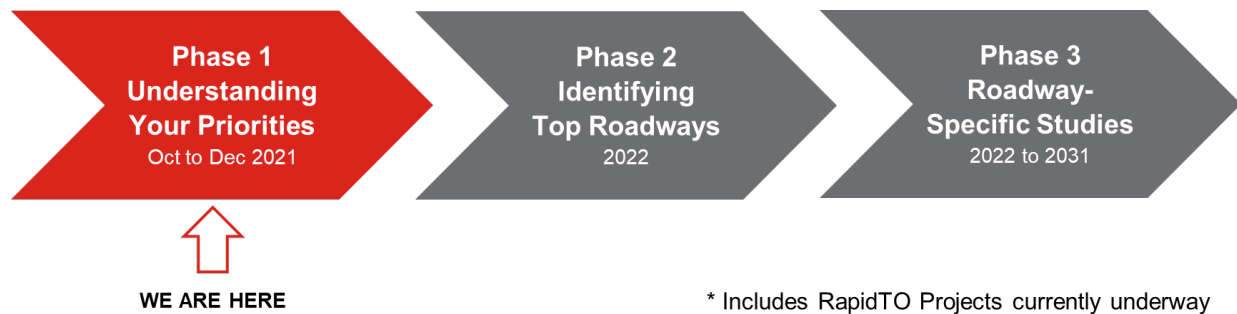 Phase 1
Understanding
Your Priorities
Oct to Dec 2021
Phase 2
Identifying
Top Roadways
2022
Phase 3
Roadway-
Specific Studies
2022 to 2031
WE ARE HERE
* Includes RapidTO Projects currently underway